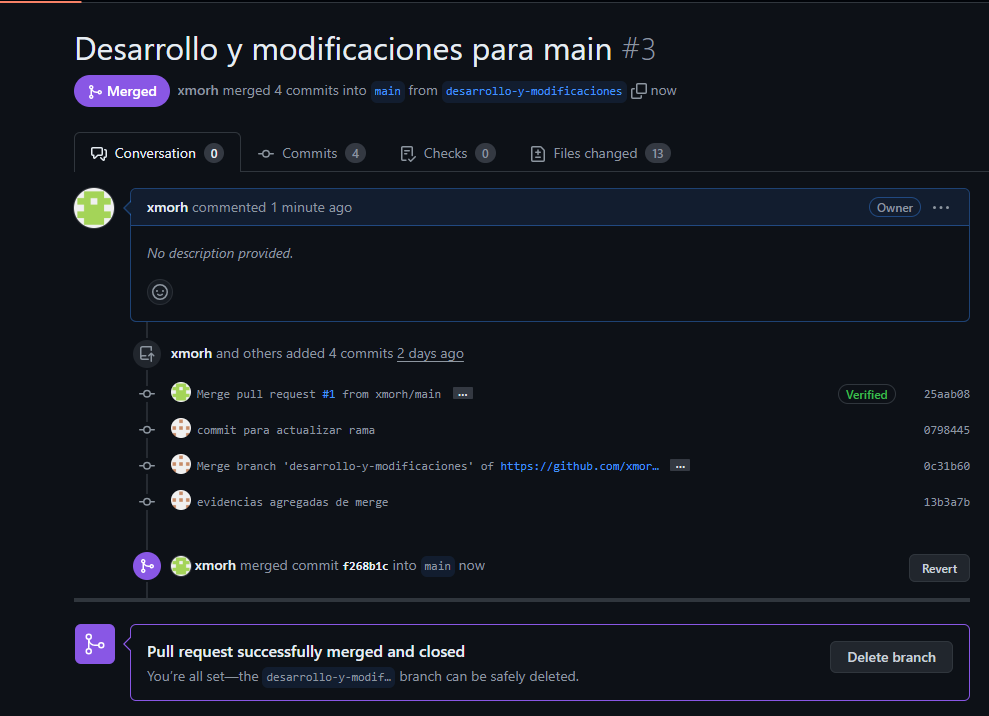 Desarrollo y modificaciones para main #3
Merged xmorh merged 4 commits into main from desarrollo-y-modificaciones now
Conversation 0 Commits 4 Checks 0 Files changed 13
xmorh commented 1 minute ago Owner ...
No description provided.
xmorh and others added 4 commits 2 days ago
Merge pull request #1 from xmorh/main ... Verified 25aab08
commit para actualizar rama 0798445
Merge branch 'desarrollo-y-modificaciones' of https://github.com/xmor… ... 0c31b60
evidencias agregadas de merge 13b3a7b
xmorh merged commit f268b1c into main now Revert
Pull request successfully merged and closed
You're all set—the desarrollo-y-modif… branch can be safely deleted.
Delete branch